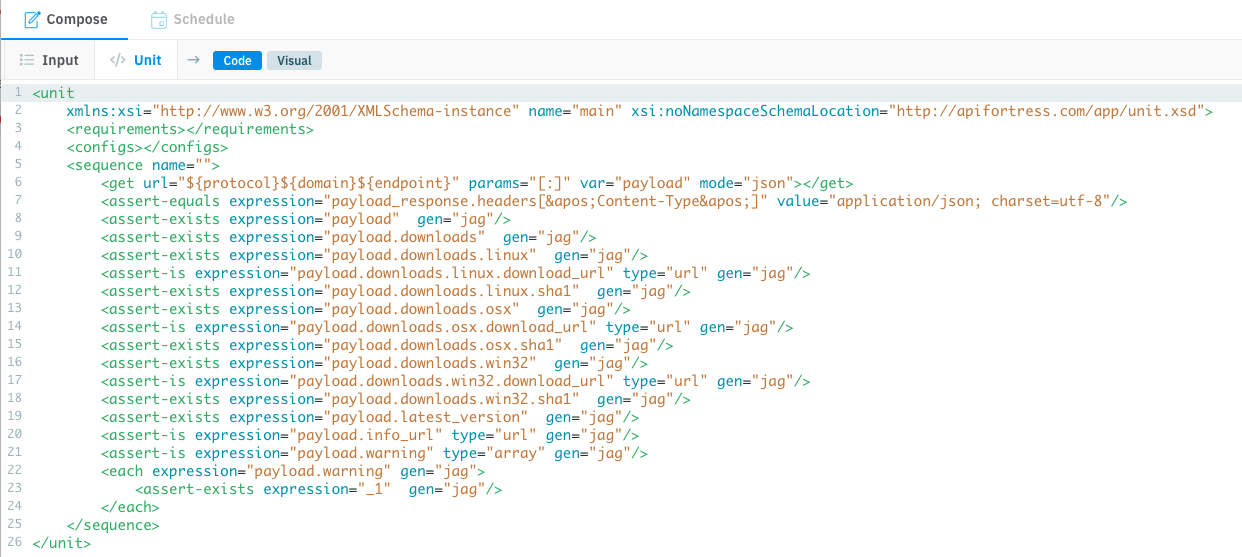 Compose Schedule
Input </> Unit → Code Visual
1 <unit
2 xmlns:xsi="http://www.w3.org/2001/XMLSchema-instance" name="main" xsi:noNamespaceSchemaLocation="http://apifortress.com/app/unit.xsd">
3 <requirements></requirements>
4 <configs></configs>
5 <sequence name="">
6 <get url="${protocol}${domain}${endpoint}" params="[:]" var="payload" mode="json"></get>
7 <assert-equals expression="payload_response.headers[&apos;Content-Type&apos;]" value="application/json; charset=utf-8"/>
8 <assert-exists expression="payload"  gen="jag"/>
9 <assert-exists expression="payload.downloads"  gen="jag"/>
10 <assert-exists expression="payload.downloads.linux"  gen="jag"/>
11 <assert-is expression="payload.downloads.linux.download_url" type="url" gen="jag"/>
12 <assert-exists expression="payload.downloads.linux.sha1"  gen="jag"/>
13 <assert-exists expression="payload.downloads.osx"  gen="jag"/>
14 <assert-is expression="payload.downloads.osx.download_url" type="url" gen="jag"/>
15 <assert-exists expression="payload.downloads.osx.sha1"  gen="jag"/>
16 <assert-exists expression="payload.downloads.win32"  gen="jag"/>
17 <assert-is expression="payload.downloads.win32.download_url" type="url" gen="jag"/>
18 <assert-exists expression="payload.downloads.win32.sha1"  gen="jag"/>
19 <assert-exists expression="payload.latest_version"  gen="jag"/>
20 <assert-is expression="payload.info_url" type="url" gen="jag"/>
21 <assert-is expression="payload.warning" type="array" gen="jag"/>
22 <each expression="payload.warning" gen="jag">
23 <assert-exists expression="_1"  gen="jag"/>
24 </each>
25 </sequence>
26 </unit>